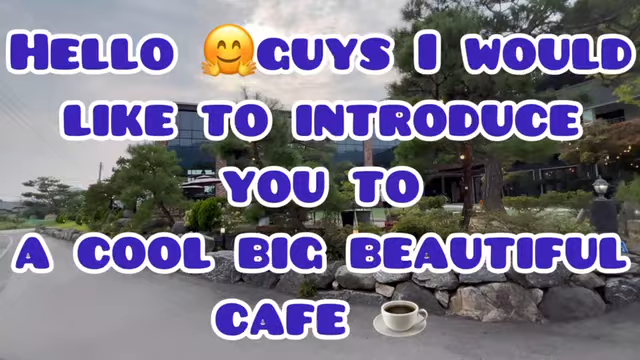 Hello 🤗guys I would
like to introduce
you to
a cool big beautiful
cafe ☕